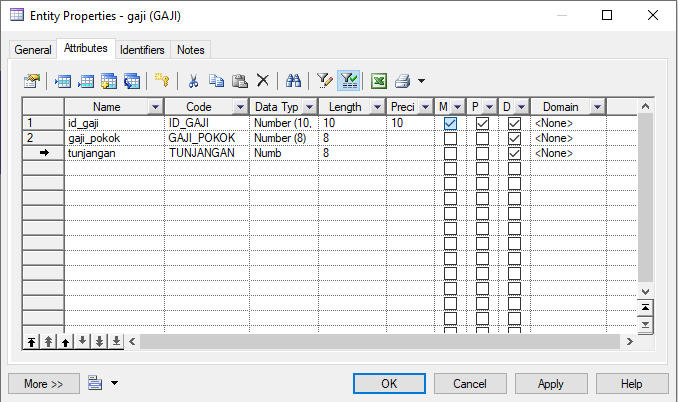 Entity Properties - gaji (GAJI)
General Attributes Identifiers Notes
Name Code Data Typ Length Preci M P D Domain
1 id_gaji ID_GAJI Number (10, 10 10 <None>
2 gaji_pokok GAJI_POKOK Number (8) 8 <None>
tunjangan TUNJANGAN Numb 8 <None>
More >> OK Cancel Apply Help